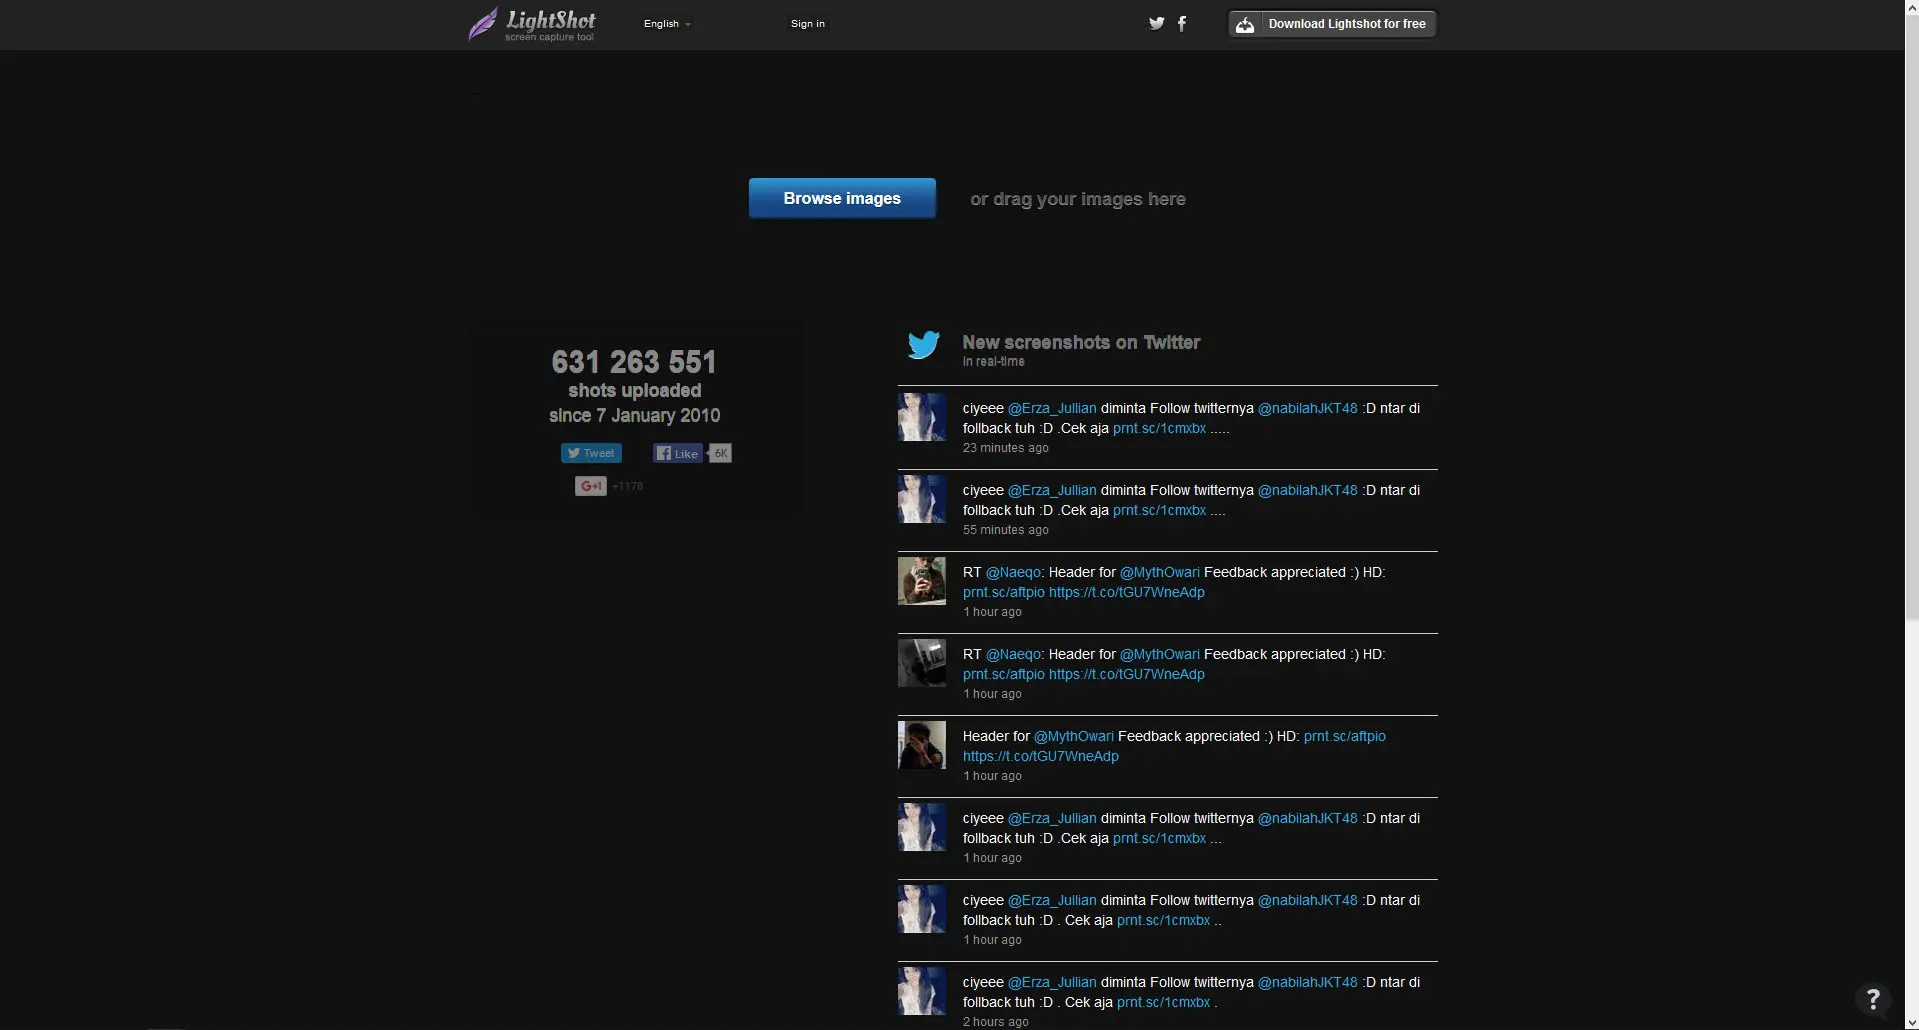 LightShot
screen capture tool
English
Sign in
Download Lightshot for free
Browse images
or drag your images here
631 263 551
shots uploaded
since 7 January 2010
Tweet
Like
6K
G+1
+1178
New screenshots on Twitter
in real-time
ciyeee @Erza_Jullian diminta Follow twitternya @nabilahJKT48 :D ntar di
follback tuh :D .Cek aja prnt.sc/1cmxbx .....
23 minutes ago
ciyeee @Erza_Jullian diminta Follow twitternya @nabilahJKT48 :D ntar di
follback tuh :D .Cek aja prnt.sc/1cmxbx ....
55 minutes ago
RT @Naeqo: Header for @MythOwari Feedback appreciated :) HD:
prnt.sc/aftpio https://t.co/tGU7WneAdp
1 hour ago
RT @Naeqo: Header for @MythOwari Feedback appreciated :) HD:
prnt.sc/aftpio https://t.co/tGU7WneAdp
1 hour ago
Header for @MythOwari Feedback appreciated :) HD: prnt.sc/aftpio
https://t.co/tGU7WneAdp
1 hour ago
ciyeee @Erza_Jullian diminta Follow twitternya @nabilahJKT48 :D ntar di
follback tuh :D .Cek aja prnt.sc/1cmxbx ...
1 hour ago
ciyeee @Erza_Jullian diminta Follow twitternya @nabilahJKT48 :D ntar di
follback tuh :D . Cek aja prnt.sc/1cmxbx ..
1 hour ago
ciyeee @Erza_Jullian diminta Follow twitternya @nabilahJKT48 :D ntar di
follback tuh :D . Cek aja prnt.sc/1cmxbx .
2 hours ago
?